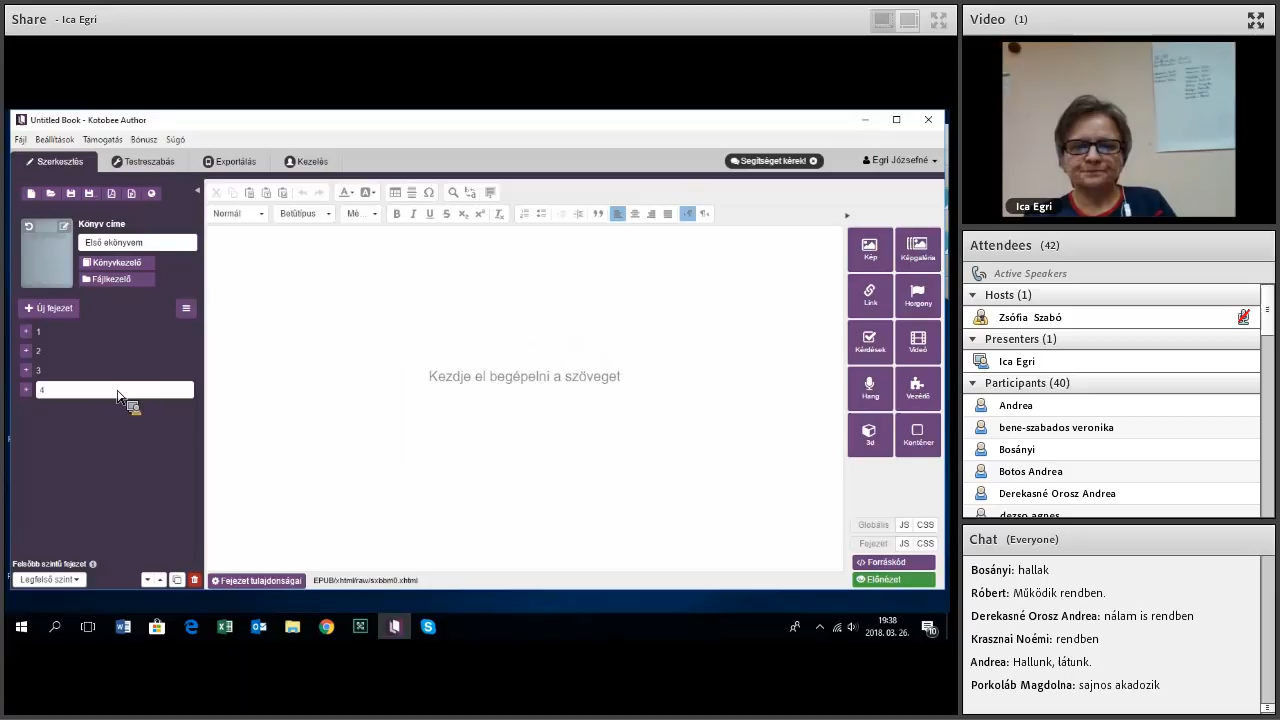 Share - Ica Egri
Video (1)
Ica Egri
Untitled Book - Kotobee Author
Fájl Beállítások Támogatás Bónusz Súgó
Szerkesztés Testreszabás Exportálás Kezelés Segítséget kérek! Egri Józsefné
Normál Betűtípus Mé...
B I U S
Könyv címe
Első ekönyvem
Könyvkezelő
Fájlkezelő
Új fejezet
1
2
3
4
Kezdje el begépelni a szöveget
Kép Képgaléria
Link Horgony
Kérdések Videó
Hang Vezérlő
3d Konténer
Globális JS CSS
Fejezet JS CSS
Forráskód
Előnézet
Felsőbb szintű fejezet
Legfelső szint
Fejezet tulajdonságai EPUB/xhtml/raw/sxbbm0.xhtml
19:38
2018. 03. 26.
10
Attendees (42)
Active Speakers
Hosts (1)
Zsófia Szabó
Presenters (1)
Ica Egri
Participants (40)
Andrea
bene-szabados veronika
Bosányi
Botos Andrea
Derekasné Orosz Andrea
dezso agnes
Chat (Everyone)
Bosányi: hallak
Róbert: Működik rendben.
Derekasné Orosz Andrea: nálam is rendben
Krasznai Noémi: rendben
Andrea: Hallunk, látunk.
Porkoláb Magdolna: sajnos akadozik